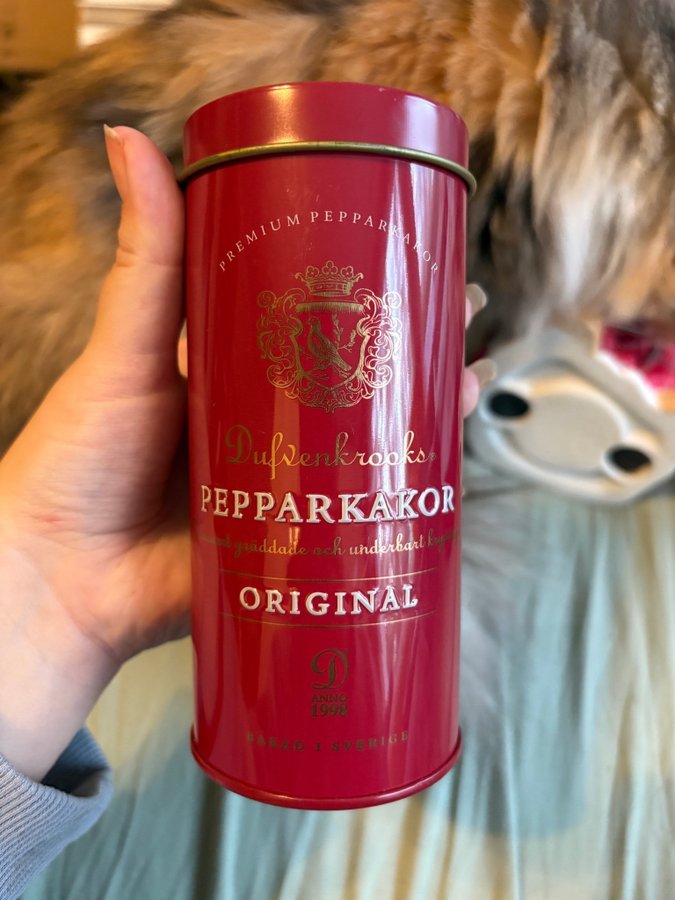 PREMIUM PEPPARKAKOR
Dufvenkrooks®
PEPPARKAKOR
gräddade och underbart
ORIGINAL
D
ANNO
1998
BAKAD I SVERIGE